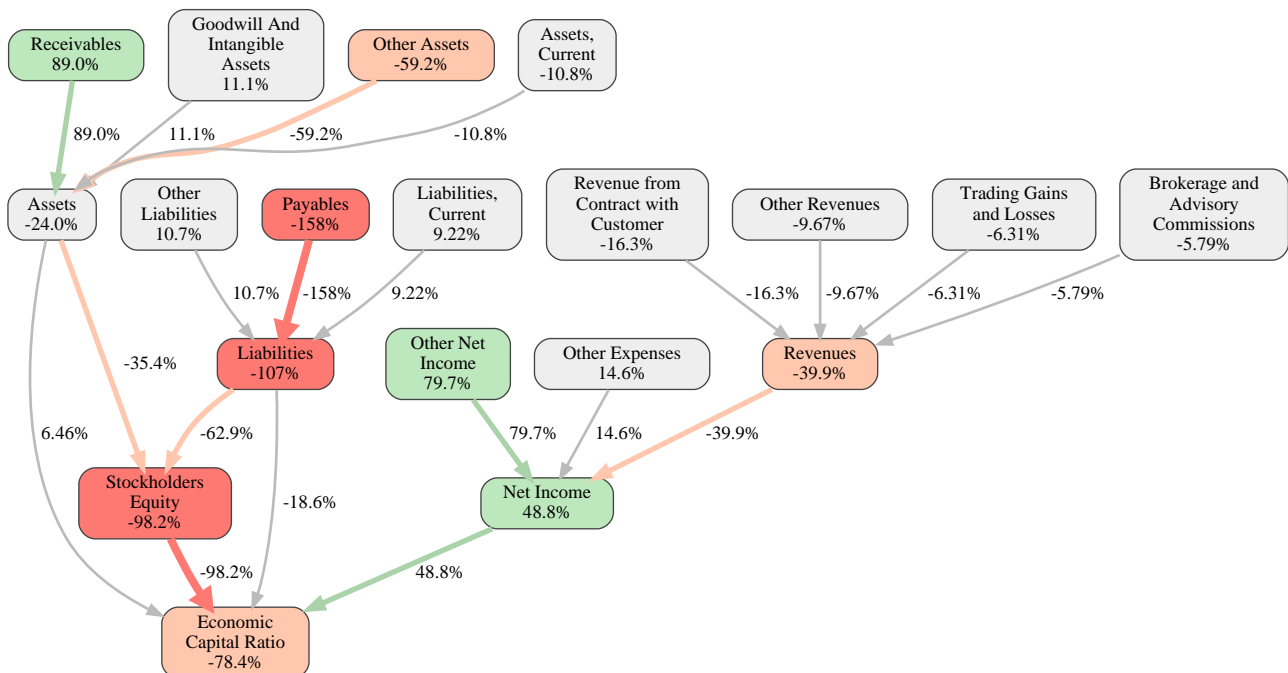 Receivables
89.0%
Goodwill And
Intangible
Assets
11.1%
Other Assets
-59.2%
Assets,
Current
-10.8%
89.0%
11.1%
-59.2%
-10.8%
Assets
-24.0%
Other
Liabilities
10.7%
Payables
-158%
Liabilities,
Current
9.22%
Revenue from
Contract with
Customer
-16.3%
Other Revenues
-9.67%
Trading Gains
and Losses
-6.31%
Brokerage and
Advisory
Commissions
-5.79%
10.7%
-158%
9.22%
-16.3%
-9.67%
-6.31%
-5.79%
-35.4%
Liabilities
-107%
Other Net
Income
79.7%
Other Expenses
14.6%
Revenues
-39.9%
6.46%
-62.9%
79.7%
14.6%
-39.9%
Stockholders
Equity
-98.2%
-18.6%
Net Income
48.8%
-98.2%
48.8%
Economic
Capital Ratio
-78.4%